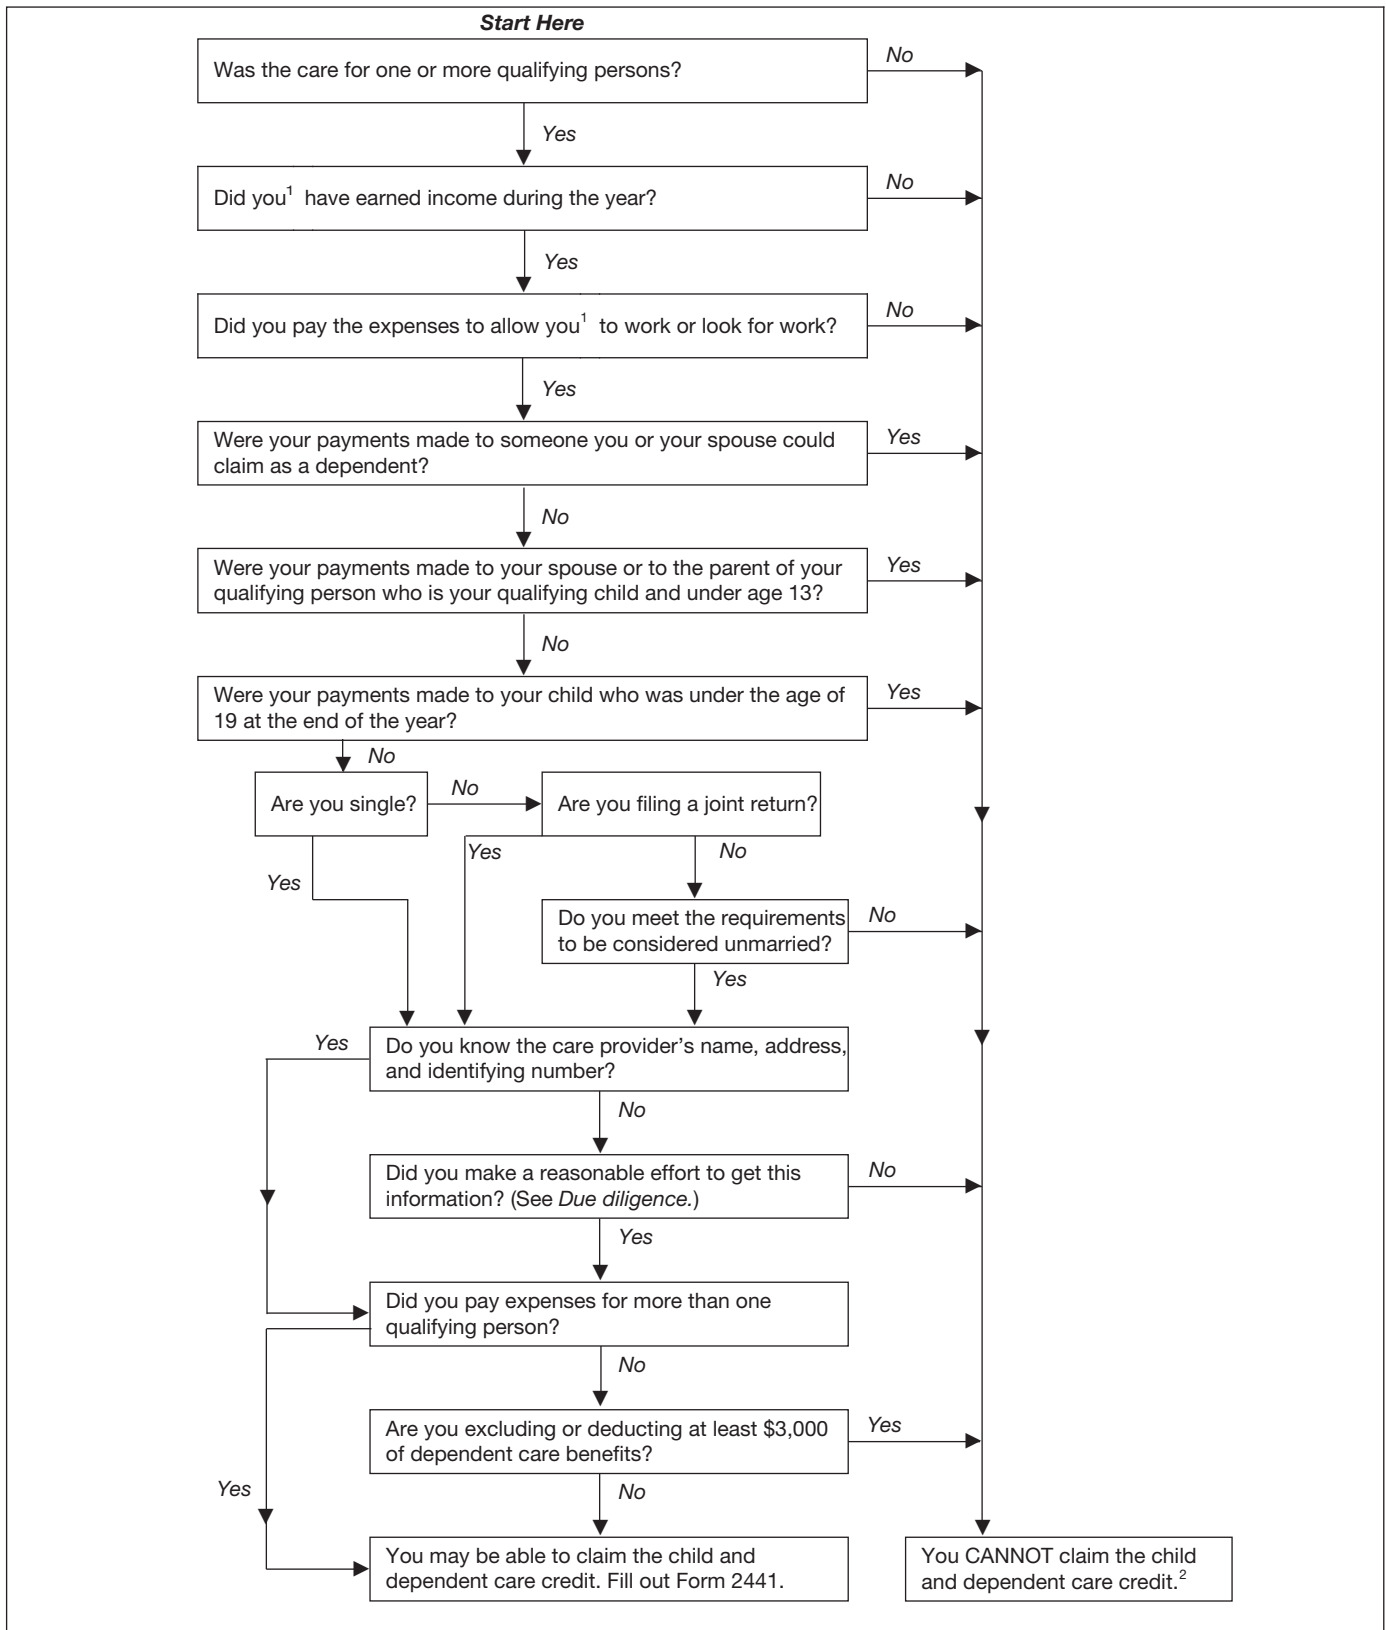 Start Here
Was the care for one or more qualifying persons?
No
Yes
Did you1 have earned income during the year?
No
Yes
Did you pay the expenses to allow you1 to work or look for work?
No
Yes
Were your payments made to someone you or your spouse could
claim as a dependent?
Yes
No
Were your payments made to your spouse or to the parent of your
qualifying person who is your qualifying child and under age 13?
Yes
No
Were your payments made to your child who was under the age of
19 at the end of the year?
Yes
No
Are you single?
No
Are you filing a joint return?
Yes
Yes
No
Do you meet the requirements
to be considered unmarried?
No
Yes
Do you know the care provider's name, address,
and identifying number?
Yes
No
Did you make a reasonable effort to get this
information? (See Due diligence.)
No
Yes
Did you pay expenses for more than one
qualifying person?
No
Are you excluding or deducting at least $3,000
of dependent care benefits?
Yes
Yes
No
You may be able to claim the child and
dependent care credit. Fill out Form 2441.
You CANNOT claim the child
and dependent care credit.2